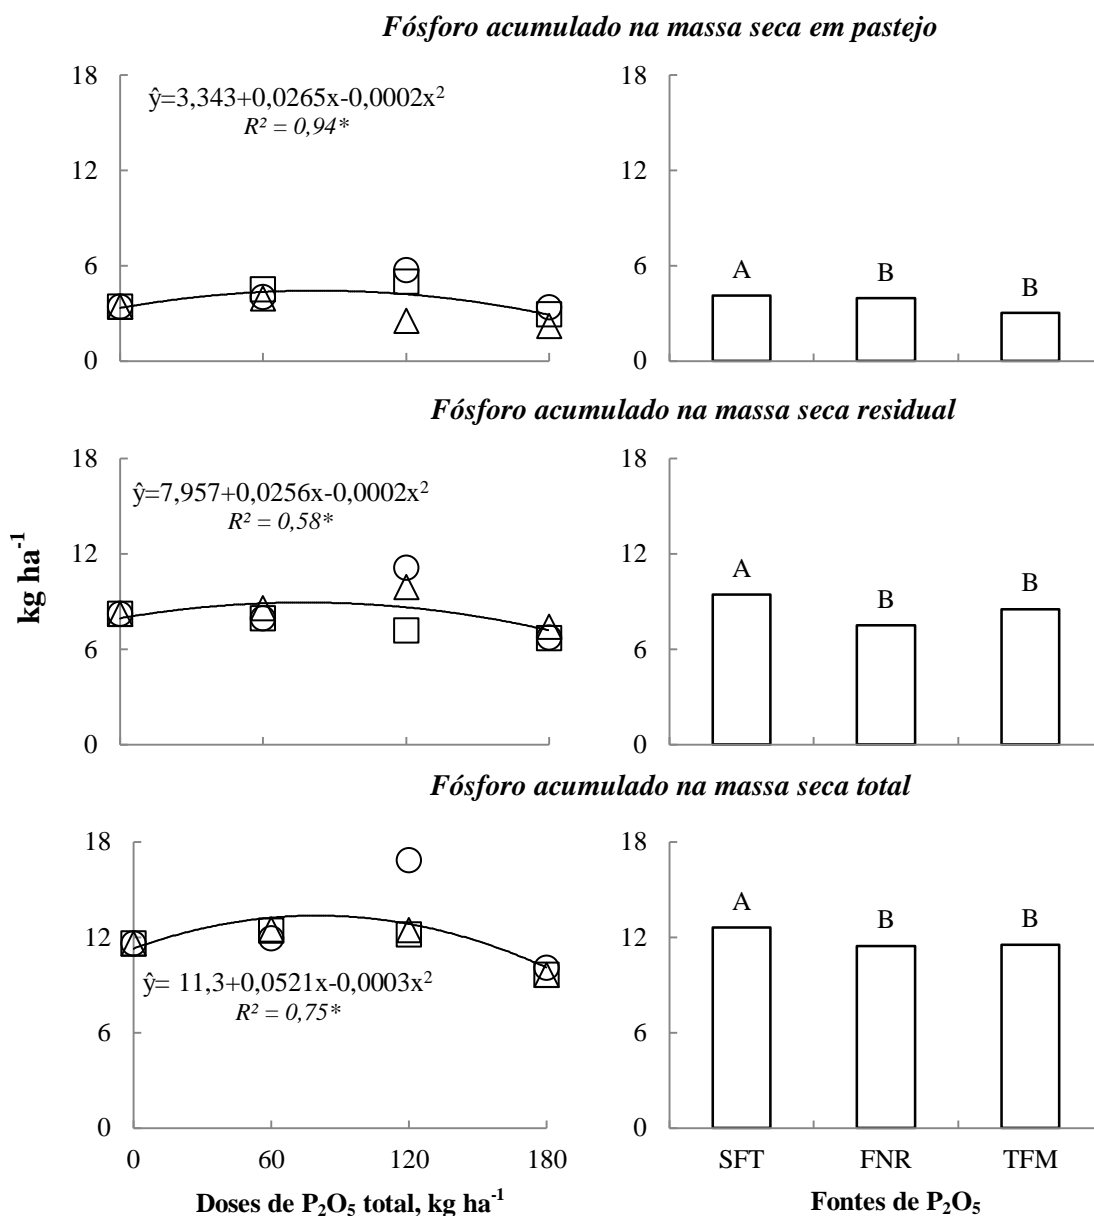 Fósforo acumulado na massa seca em pastejo
18
12
6
0
ŷ=3,343+0,0265x-0,0002x²
R² = 0,94*
18
12
6
0
A
B
B
Fósforo acumulado na massa seca residual
kg ha⁻¹
18
12
6
0
ŷ=7,957+0,0256x-0,0002x²
R² = 0,58*
18
12
6
0
A
B
B
Fósforo acumulado na massa seca total
18
12
6
0
ŷ= 11,3+0,0521x-0,0003x²
R² = 0,75*
0 60 120 180
Doses de P₂O₅ total, kg ha⁻¹
18
12
6
0
A
B
B
SFT FNR TFM
Fontes de P₂O₅